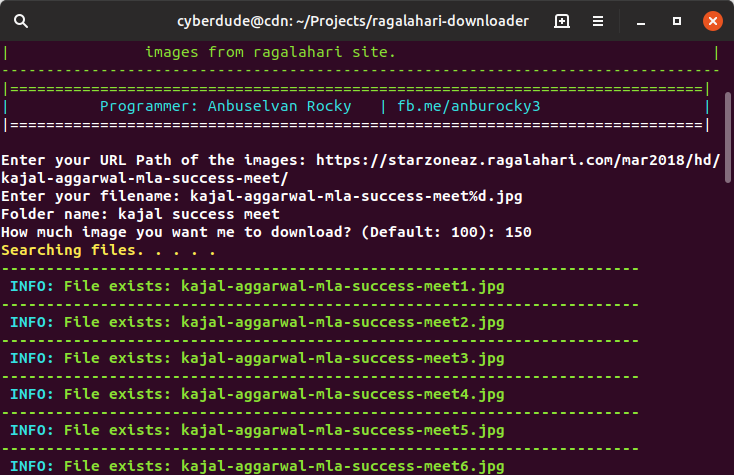 cyberdude@cdn: ~/Projects/ragalahari-downloader
| images from ragalahari site. |
--------------------------------------------------------------------------------
|=============================================================================|
| Programmer: Anbuselvan Rocky | fb.me/anburocky3 |
|=============================================================================|
Enter your URL Path of the images: https://starzoneaz.ragalahari.com/mar2018/hd/
kajal-aggarwal-mla-success-meet/
Enter your filename: kajal-aggarwal-mla-success-meet%d.jpg
Folder name: kajal success meet
How much image you want me to download? (Default: 100): 150
Searching files. . . . .
-----------------------------------------------------------------------
INFO: File exists: kajal-aggarwal-mla-success-meet1.jpg
-----------------------------------------------------------------------
INFO: File exists: kajal-aggarwal-mla-success-meet2.jpg
-----------------------------------------------------------------------
INFO: File exists: kajal-aggarwal-mla-success-meet3.jpg
-----------------------------------------------------------------------
INFO: File exists: kajal-aggarwal-mla-success-meet4.jpg
-----------------------------------------------------------------------
INFO: File exists: kajal-aggarwal-mla-success-meet5.jpg
-----------------------------------------------------------------------
INFO: File exists: kajal-aggarwal-mla-success-meet6.jpg